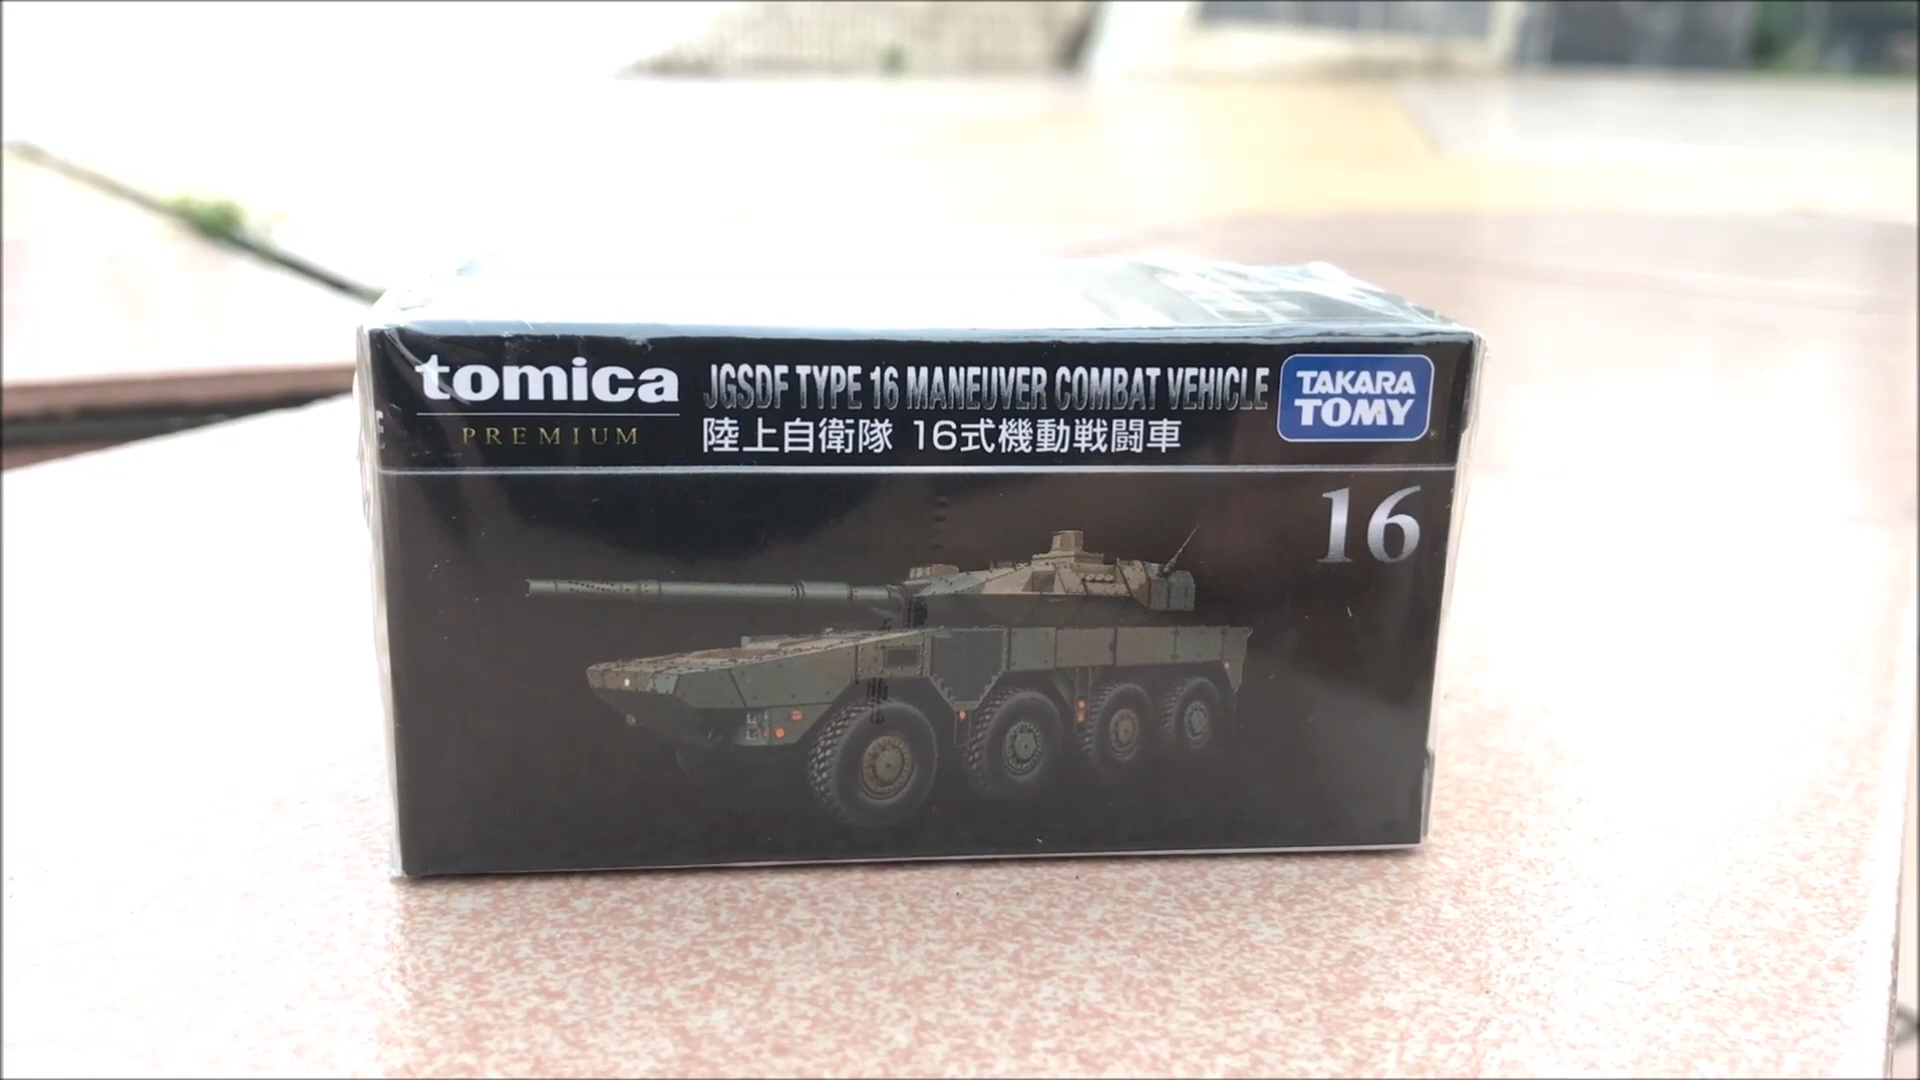 tomica
PREMIUM
JGSDF TYPE 16 MANEUVER COMBAT VEHICLE
陸上自衛隊 16式機動戦闘車
TAKARA
TOMY
16